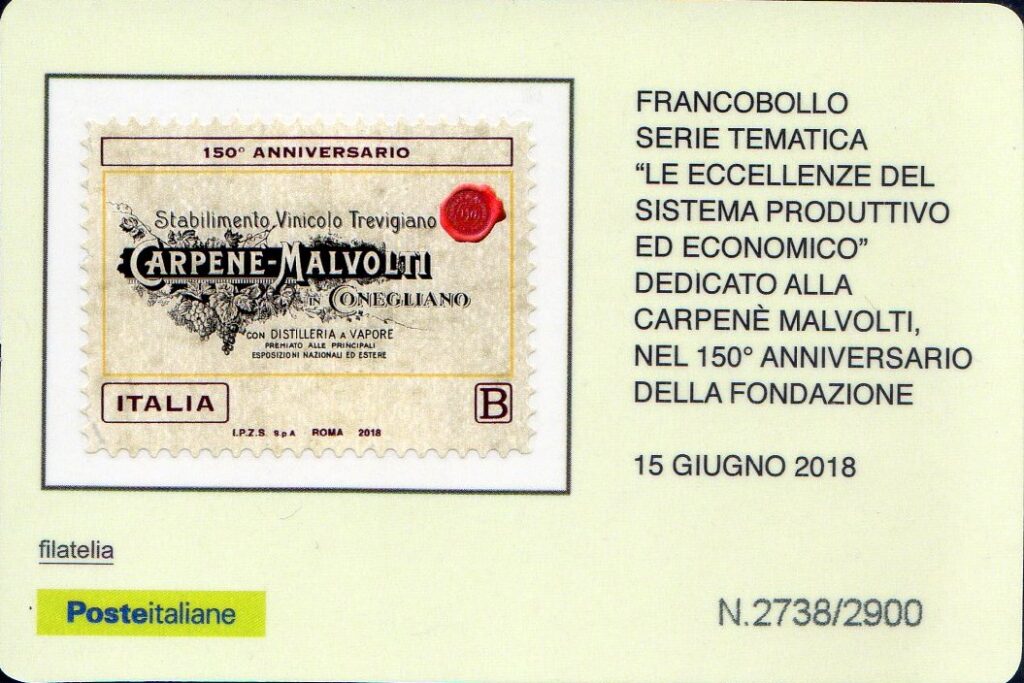 150° ANNIVERSARIO
Stabilimento Vinicolo Trevigiano
CARPENÈ-MALVOLTI
IN CONEGLIANO
CON DISTILLERIA A VAPORE
PREMIATO ALLE PRINCIPALI
ESPOSIZIONI NAZIONALI ED ESTERE
ITALIA
B
I.P.Z.S. S.p.A. ROMA 2018
FRANCOBOLLO
SERIE TEMATICA
“LE ECCELLENZE DEL
SISTEMA PRODUTTIVO
ED ECONOMICO”
DEDICATO ALLA
CARPENÈ MALVOLTI,
NEL 150° ANNIVERSARIO
DELLA FONDAZIONE
15 GIUGNO 2018
filatelia
Posteitaliane
N.2738/2900